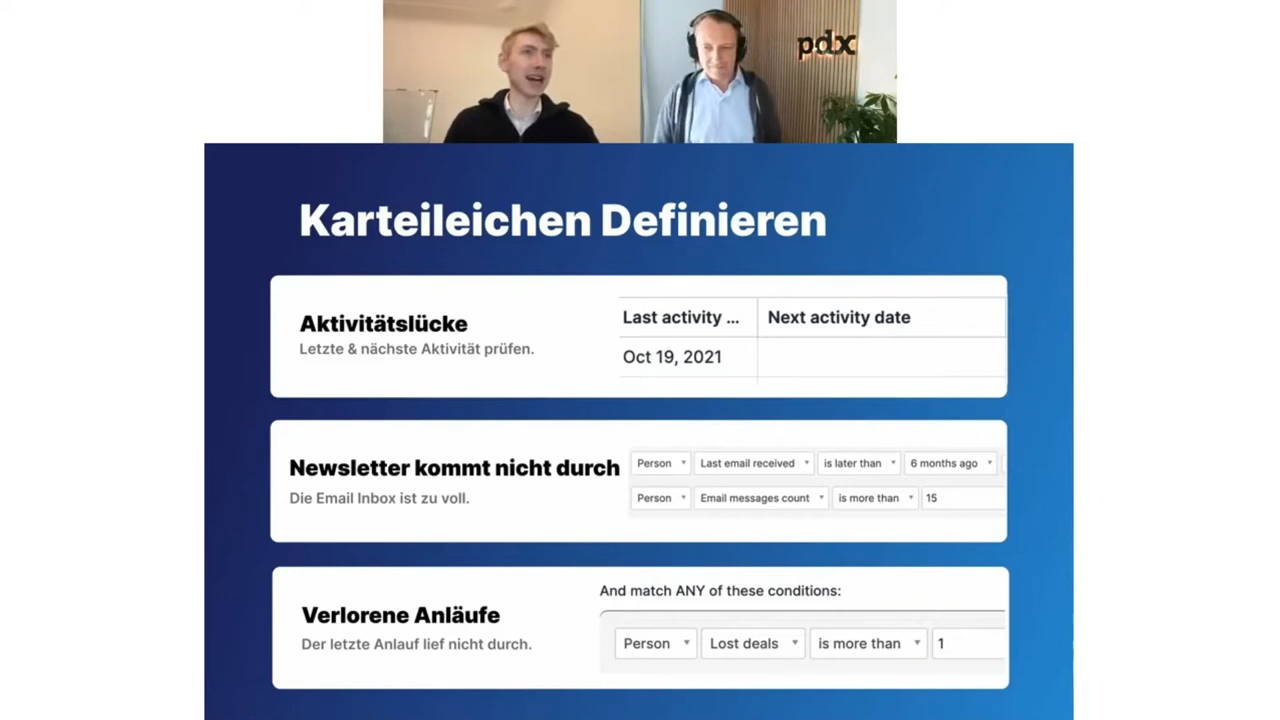 pdx
Karteileichen Definieren
Aktivitätslücke
Letzte & nächste Aktivität prüfen.
Last activity ... Next activity date
Oct 19, 2021
Newsletter kommt nicht durch
Die Email Inbox ist zu voll.
Person Last email received is later than 6 months ago
Person Email messages count is more than 15
Verlorene Anläufe
Der letzte Anlauf lief nicht durch.
And match ANY of these conditions:
Person Lost deals is more than 1